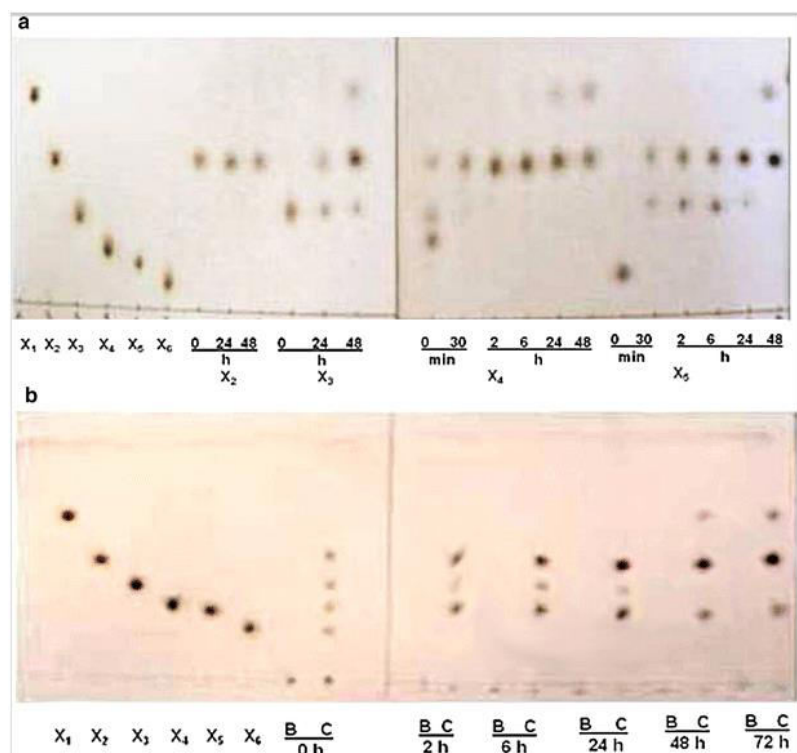 a
X₁ X₂ X₃ X₄ X₅ X₆ 0 24 48 0 24 48 0 30 2 6 24 48 0 30 2 6 24 48
h h min h min h
X₂ X₃ X₄ X₅
b
X₁ X₂ X₃ X₄ X₅ X₆ B C B C B C B C B C B C
0 h 2 h 6 h 24 h 48 h 72 h